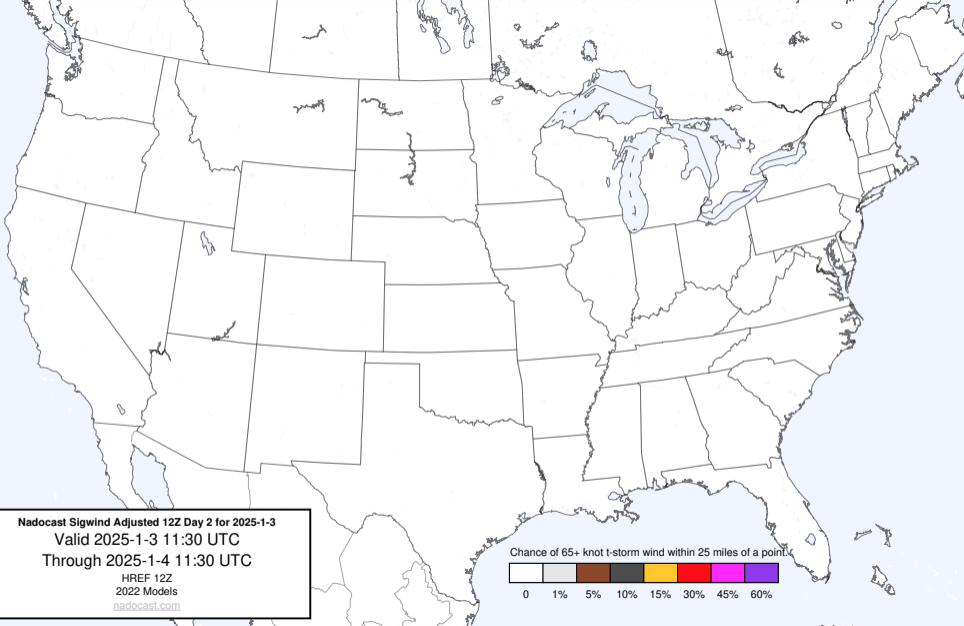 Nadocast Sigwind Adjusted 12Z Day 2 for 2025-1-3
Valid 2025-1-3 11:30 UTC
Through 2025-1-4 11:30 UTC
HREF 12Z
2022 Models
nadocast.com
Chance of 65+ knot t-storm wind within 25 miles of a point.
0 1% 5% 10% 15% 30% 45% 60%